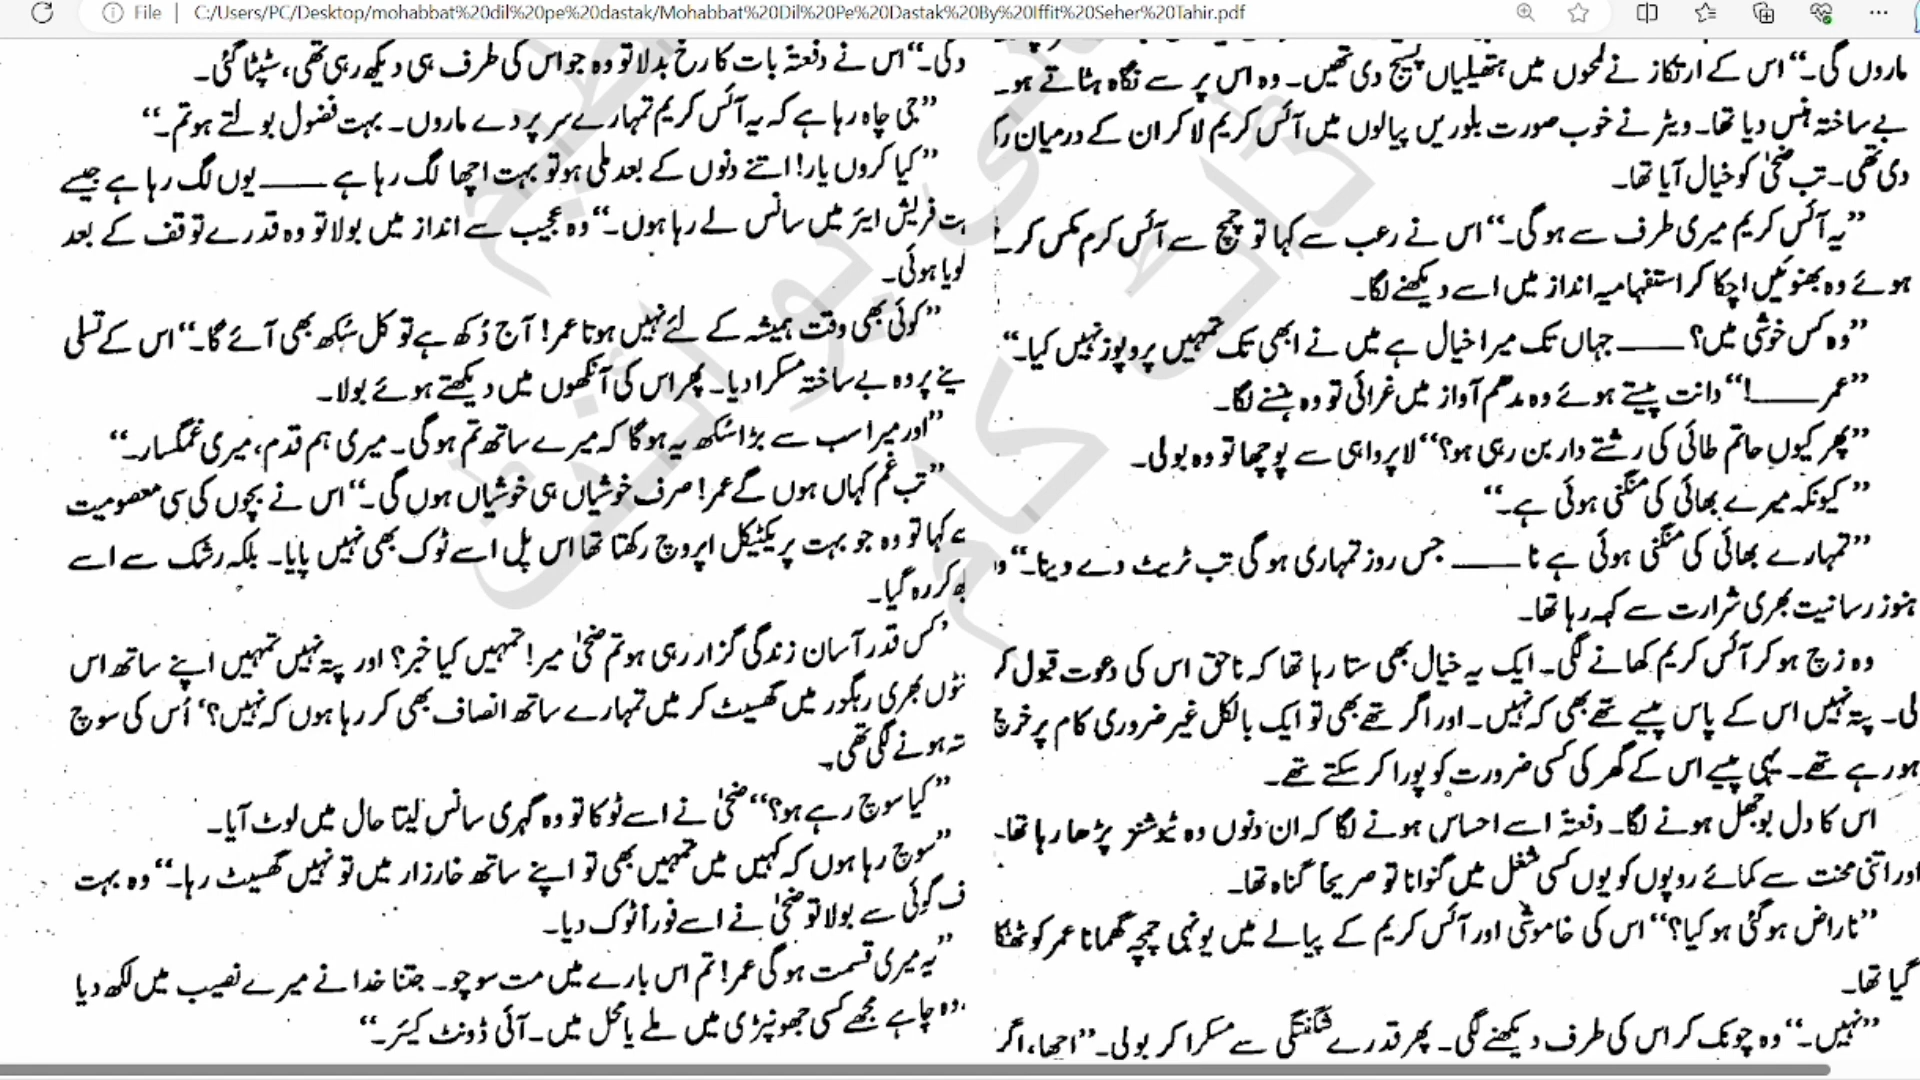 File
C:/Users/PC/Desktop/mohabbat%20dil%20pe%20dastak/Mohabbat%20Dil%20Pe%20Dastak%20By%20Iffit%20Seher%20Tahir.pdf
ماروں گی۔“ اس کے ارتکاز نے لمحوں میں ہتھیلیاں پسیج دی تھیں۔ وہ اس پر سے نگاہ ہٹاتے ہو۔
بے ساختہ ہنس دیا تھا۔ ویٹر نے خوب صورت بلوریں پیالوں میں آئس کریم لا کر ان کے درمیان رکا
دی تھی۔ تب ضحیٰ کو خیال آیا تھا۔
”یہ آئس کریم میری طرف سے ہو گی۔“ اس نے رعب سے کہا تو چمچ سے آئس کرم مکس کرتے
ہوئے وہ بھنوئیں اچکا کر استفہامیہ انداز میں اسے دیکھنے لگا۔
”وہ کس خوشی میں؟ ــــــ جہاں تک میرا خیال ہے میں نے ابھی تک تمہیں پروپوز نہیں کیا۔“
”عمر ــــــ!“ دانت پیستے ہوئے وہ مدھم آواز میں غرائی تو وہ ہنسنے لگا۔
”پھر کیوں حاتم طائی کی رشتے دار بن رہی ہو؟“ لاپرواہی سے پوچھا تو وہ بولی۔
”کیونکہ میرے بھائی کی منگنی ہوئی ہے۔“
”تمہارے بھائی کی منگنی ہوئی ہے نا ــــــ جس روز تمہاری ہو گی تب ٹریٹ دے دینا۔“ و
ہنوز رسانیت بھری شرارت سے کہہ رہا تھا۔
وہ زچ ہو کر آئس کریم کھانے لگی۔ ایک یہ خیال بھی ستا رہا تھا کہ ناحق اس کی دعوت قبول کر
لی۔ پتہ نہیں اس کے پاس پیسے تھے بھی کہ نہیں۔ اور اگر تھے بھی تو ایک بالکل غیر ضروری کام پر خرچ
ہو رہے تھے۔ یہی پیسے اس کے گھر کی کسی ضرورت کو پورا کر سکتے تھے۔
اس کا دل بوجھل ہونے لگا۔ دفعتہً اسے احساس ہونے لگا کہ ان دنوں وہ ٹیوشنز پڑھا رہا تھا۔
اور اتنی محنت سے کمائے روپوں کو یوں کسی شغل میں گنوانا تو صریحاً گناہ تھا۔
”ناراض ہو گئی ہو کیا؟“ اس کی خاموشی اور آئس کریم کے پیالے میں یونہی چمچہ گھمانا عمر کو ٹھٹکا
گیا تھا۔
”نہیں۔“ وہ چونک کر اس کی طرف دیکھنے لگی۔ پھر قدرے شگفتگی سے مسکرا کر بولی۔ ”اچھا، اگر
دگی۔“ اس نے دفعتہً بات کا رخ بدلا تو وہ جو اس کی طرف ہی دیکھ رہی تھی، سٹپٹا گئی۔
”جی چاہ رہا ہے کہ یہ آئس کریم تمہارے سر پر دے ماروں۔ بہت فضول بولتے ہو تم۔“
”کیا کروں یار! اتنے دنوں کے بعد ملی ہو تو بہت اچھا لگ رہا ہے ــــــ یوں لگ رہا ہے جیسے
ت فریش ایئر میں سانس لے رہا ہوں۔“ وہ عجیب سے انداز میں بولا تو وہ قدرے توقف کے بعد
لویا ہوئی۔
”کوئی بھی وقت ہمیشہ کے لئے نہیں ہوتا عمر! آج دُکھ ہے تو کل سُکھ بھی آئے گا۔“ اس کے تسلی
ینے پر وہ بے ساختہ مسکرا دیا۔ پھر اس کی آنکھوں میں دیکھتے ہوئے بولا۔
”اور میرا سب سے بڑا سُکھ یہ ہو گا کہ میرے ساتھ تم ہو گی۔ میری ہم قدم، میری غمگسار۔“
”تب غم کہاں ہوں گے عمر! صرف خوشیاں ہی خوشیاں ہوں گی۔“ اس نے بچوں کی سی معصومیت
ے کہا تو وہ جو بہت پریکٹیکل اپروچ رکھتا تھا اس پل اسے ٹوک بھی نہیں پایا۔ بلکہ رشک سے اسے
ھ کر رہ گیا۔
’کس قدر آسان زندگی گزار رہی ہو تم ضحیٰ میر! تمہیں کیا خبر؟ اور پتہ نہیں تمہیں اپنے ساتھ اس
نٹوں بھری رہگور میں گھسیٹ کر میں تمہارے ساتھ انصاف بھی کر رہا ہوں کہ نہیں؟‘ اُس کی سوچ
تہ ہونے لگی تھی۔
”کیا سوچ رہے ہو؟“ ضحیٰ نے اسے ٹوکا تو وہ گہری سانس لیتا حال میں لوٹ آیا۔
”سوچ رہا ہوں کہ کہیں میں تمہیں بھی تو اپنے ساتھ خارزار میں تو نہیں گھسیٹ رہا۔“ وہ بہت
ف گوئی سے بولا تو ضحیٰ نے اسے فوراً ٹوک دیا۔
”یہ میری قسمت ہو گی عمر! تم اس بارے میں مت سوچو۔ جتنا خدا نے میرے نصیب میں لکھ دیا
وہ چاہے مجھے کسی جھونپڑی میں ملے یا محل میں۔ آئی ڈونٹ کیئر۔“